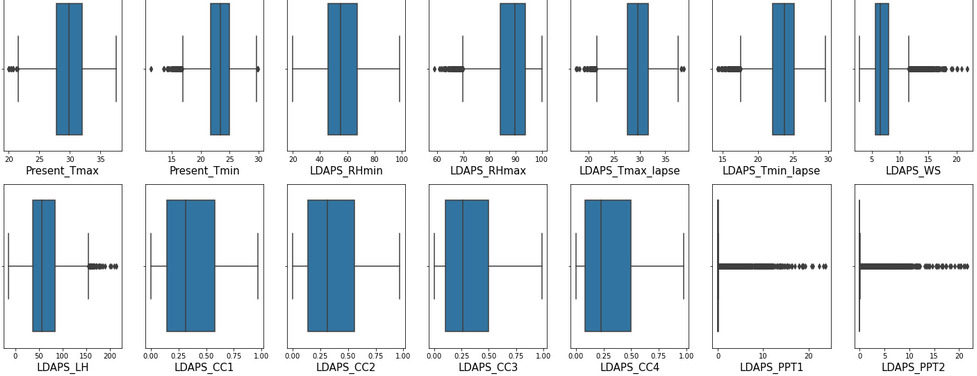 20 25 30 35
Present_Tmax
15 20 25 30
Present_Tmin
20 40 60 80 100
LDAPS_RHmin
60 70 80 90 100
LDAPS_RHmax
20 25 30 35
LDAPS_Tmax_lapse
15 20 25 30
LDAPS_Tmin_lapse
5 10 15 20
LDAPS_WS
0 50 100 150 200
LDAPS_LH
0.00 0.25 0.50 0.75 1.00
LDAPS_CC1
0.00 0.25 0.50 0.75 1.00
LDAPS_CC2
0.00 0.25 0.50 0.75 1.00
LDAPS_CC3
0.00 0.25 0.50 0.75 1.00
LDAPS_CC4
0 10 20
LDAPS_PPT1
0 5 10 15 20
LDAPS_PPT2